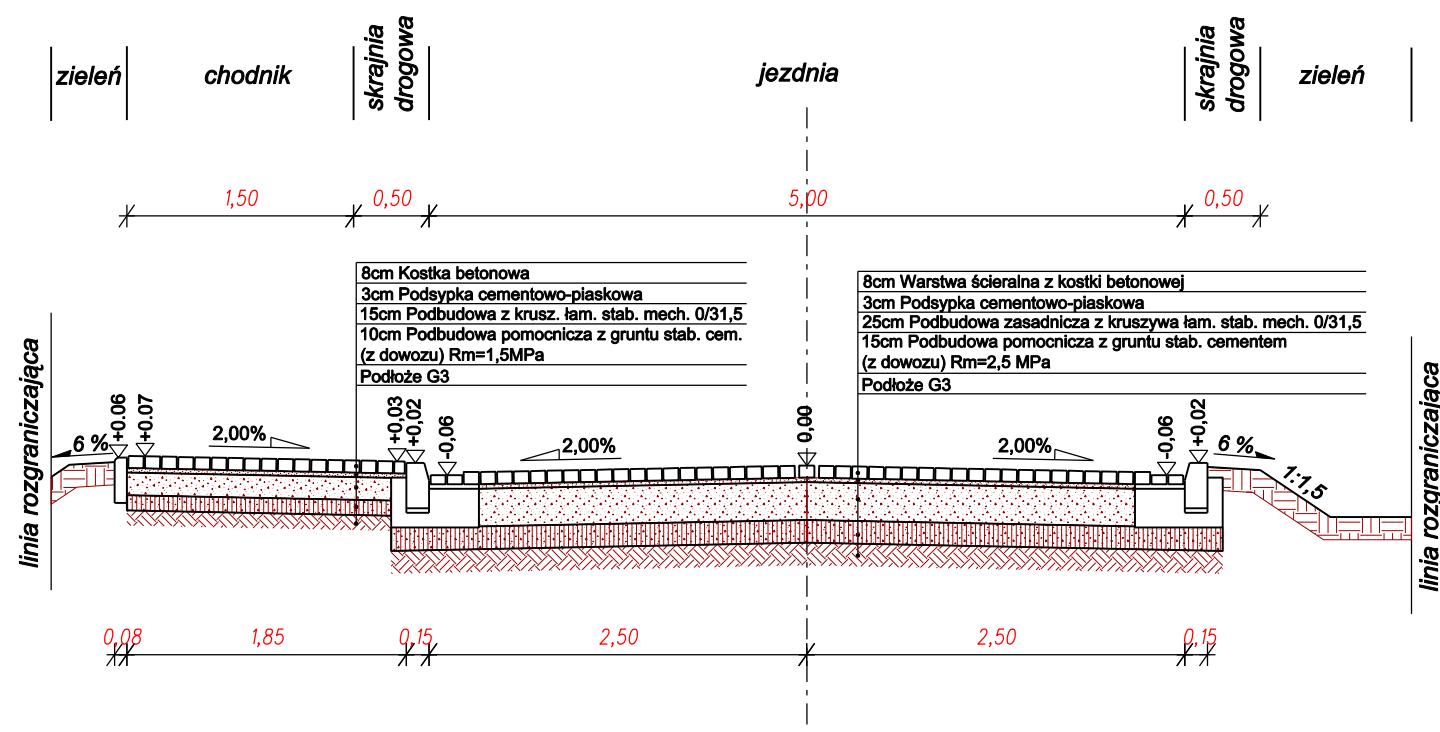 zieleń
chodnik
skrajnia
drogowa
jezdnia
skrajnia
drogowa
zieleń
1,50
0,50
5,00
0,50
8cm Kostka betonowa
3cm Podsypka cementowo-piaskowa
15cm Podbudowa z krusz. łam. stab. mech. 0/31,5
10cm Podbudowa pomocnicza z gruntu stab. cem.
(z dowozu) Rm=1,5MPa
Podłoże G3
8cm Warstwa ścieralna z kostki betonowej
3cm Podsypka cementowo-piaskowa
25cm Podbudowa zasadnicza z kruszywa łam. stab. mech. 0/31,5
15cm Podbudowa pomocnicza z gruntu stab. cementem
(z dowozu) Rm=2,5 MPa
Podłoże G3
linia rozgraniczająca
6 %
+0.06
+0.07
2,00%
+0,03
+0,02
-0,06
2,00%
0,00
2,00%
-0,06
+0,02
6 %
1:1,5
linia rozgraniczająca
0,08
1,85
0,15
2,50
2,50
0,15